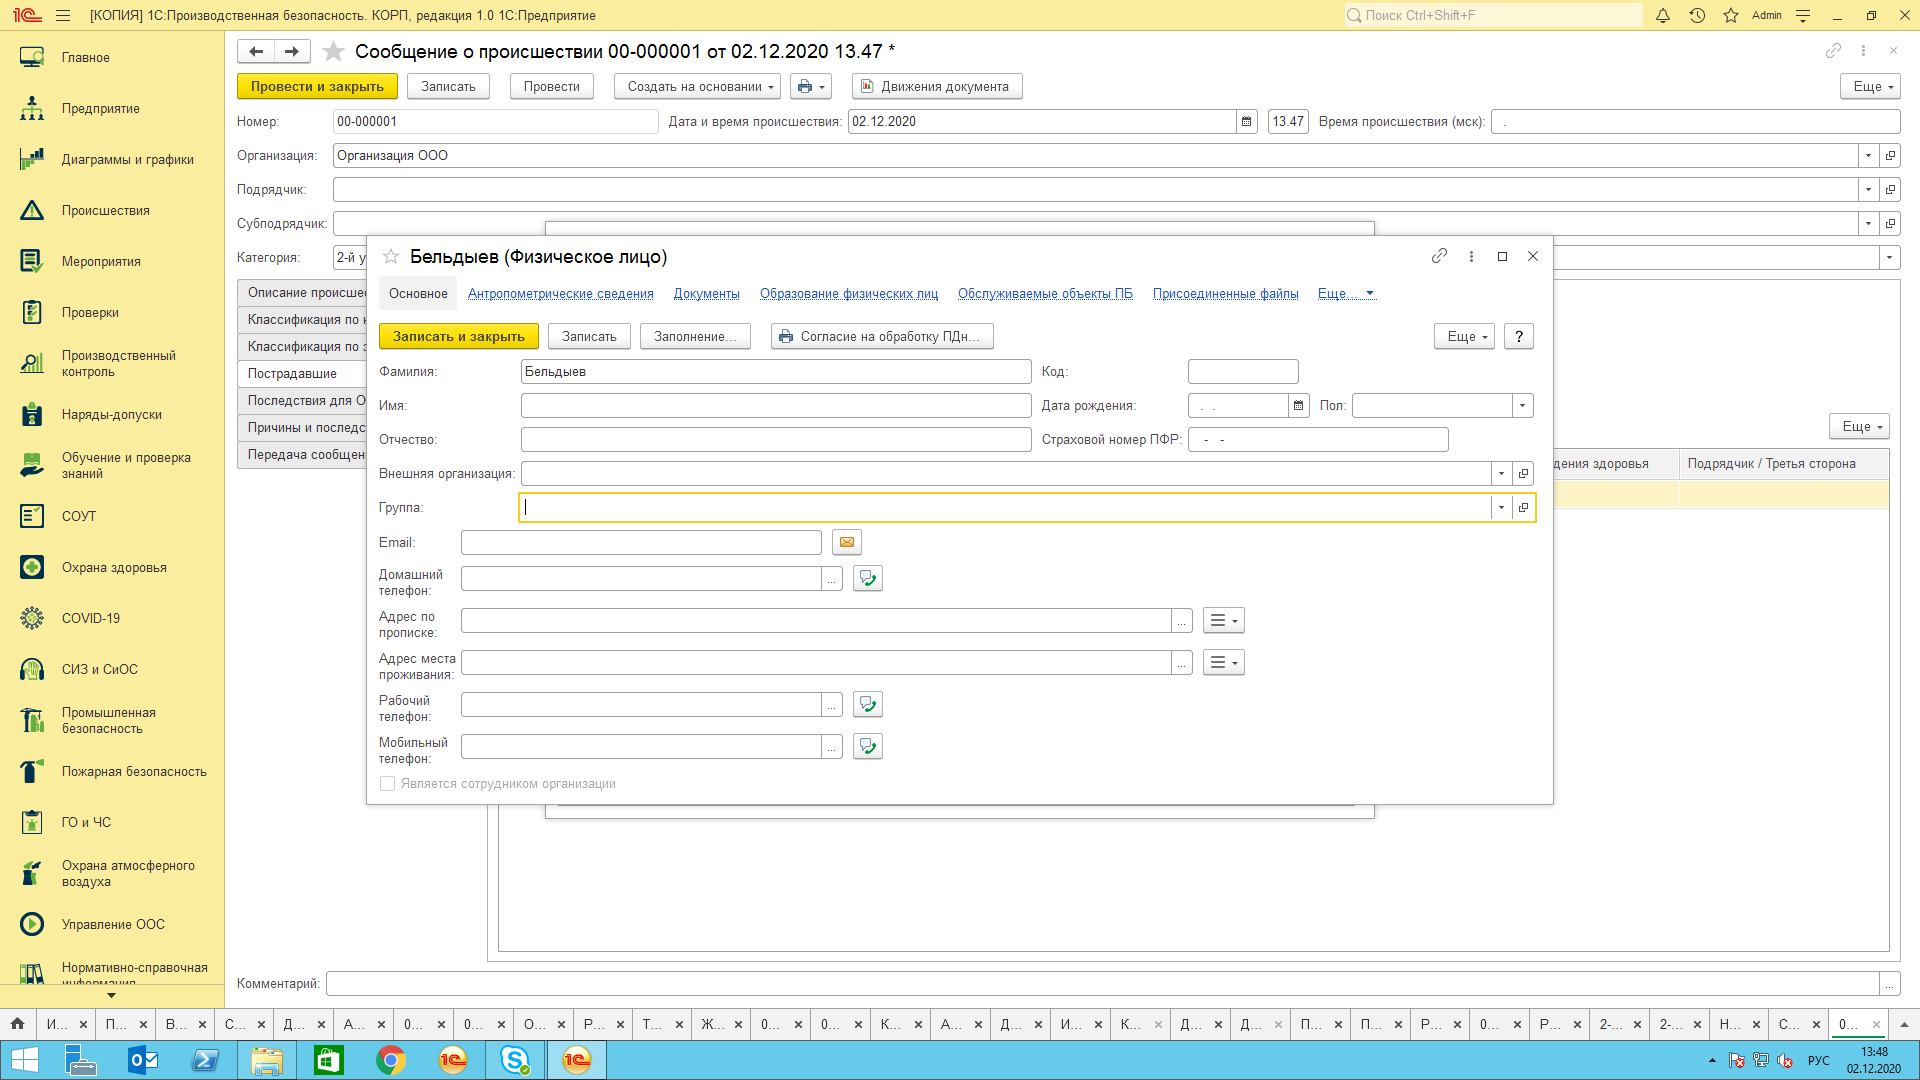 [КОПИЯ] 1С:Производственная безопасность. КОРП, редакция 1.0 1С:Предприятие
Поиск Ctrl+Shift+F
Admin
Главное
Предприятие
Диаграммы и графики
Происшествия
Мероприятия
Проверки
Производственный
контроль
Наряды-допуски
Обучение и проверка
знаний
СОУТ
Охрана здоровья
COVID-19
СИЗ и СиОС
Промышленная
безопасность
Пожарная безопасность
ГО и ЧС
Охрана атмосферного
воздуха
Управление ООС
Нормативно-справочная
информация
Сообщение о происшествии 00-000001 от 02.12.2020 13.47 *
Провести и закрыть
Записать
Провести
Создать на основании
Движения документа
Еще
Номер:
00-000001
Дата и время происшествия:
02.12.2020
13.47
Время происшествия (мск):
.
Организация:
Организация ООО
Подрядчик:
Субподрядчик:
Категория:
2-й у
Описание происшес
Классификация по
Классификация по
Пострадавшие
Последствия для О
Причины и последс
Передача сообщен
Еще
дения здоровья
Подрядчик / Третья сторона
Бельдыев (Физическое лицо)
Основное
Антропометрические сведения
Документы
Образование физических лиц
Обслуживаемые объекты ПБ
Присоединенные файлы
Еще...
Записать и закрыть
Записать
Заполнение...
Согласие на обработку ПДн...
Еще
?
Фамилия:
Бельдыев
Код:
Имя:
Дата рождения:
. .
Пол:
Отчество:
Страховой номер ПФР:
- -
Внешняя организация:
Группа:
Email:
Домашний
телефон:
...
Адрес по
прописке:
...
Адрес места
проживания:
...
Рабочий
телефон:
...
Мобильный
телефон:
...
Является сотрудником организации
Комментарий:
...
И... П... В... С... Д... А... 0... 0... О... Р... Т... Ж... 0... 0... К... А... Д... И... К... Д... Д... П... П... Р... 0... Р... 2-... 2-... Н... С... 0...
РУС
13:48
02.12.2020